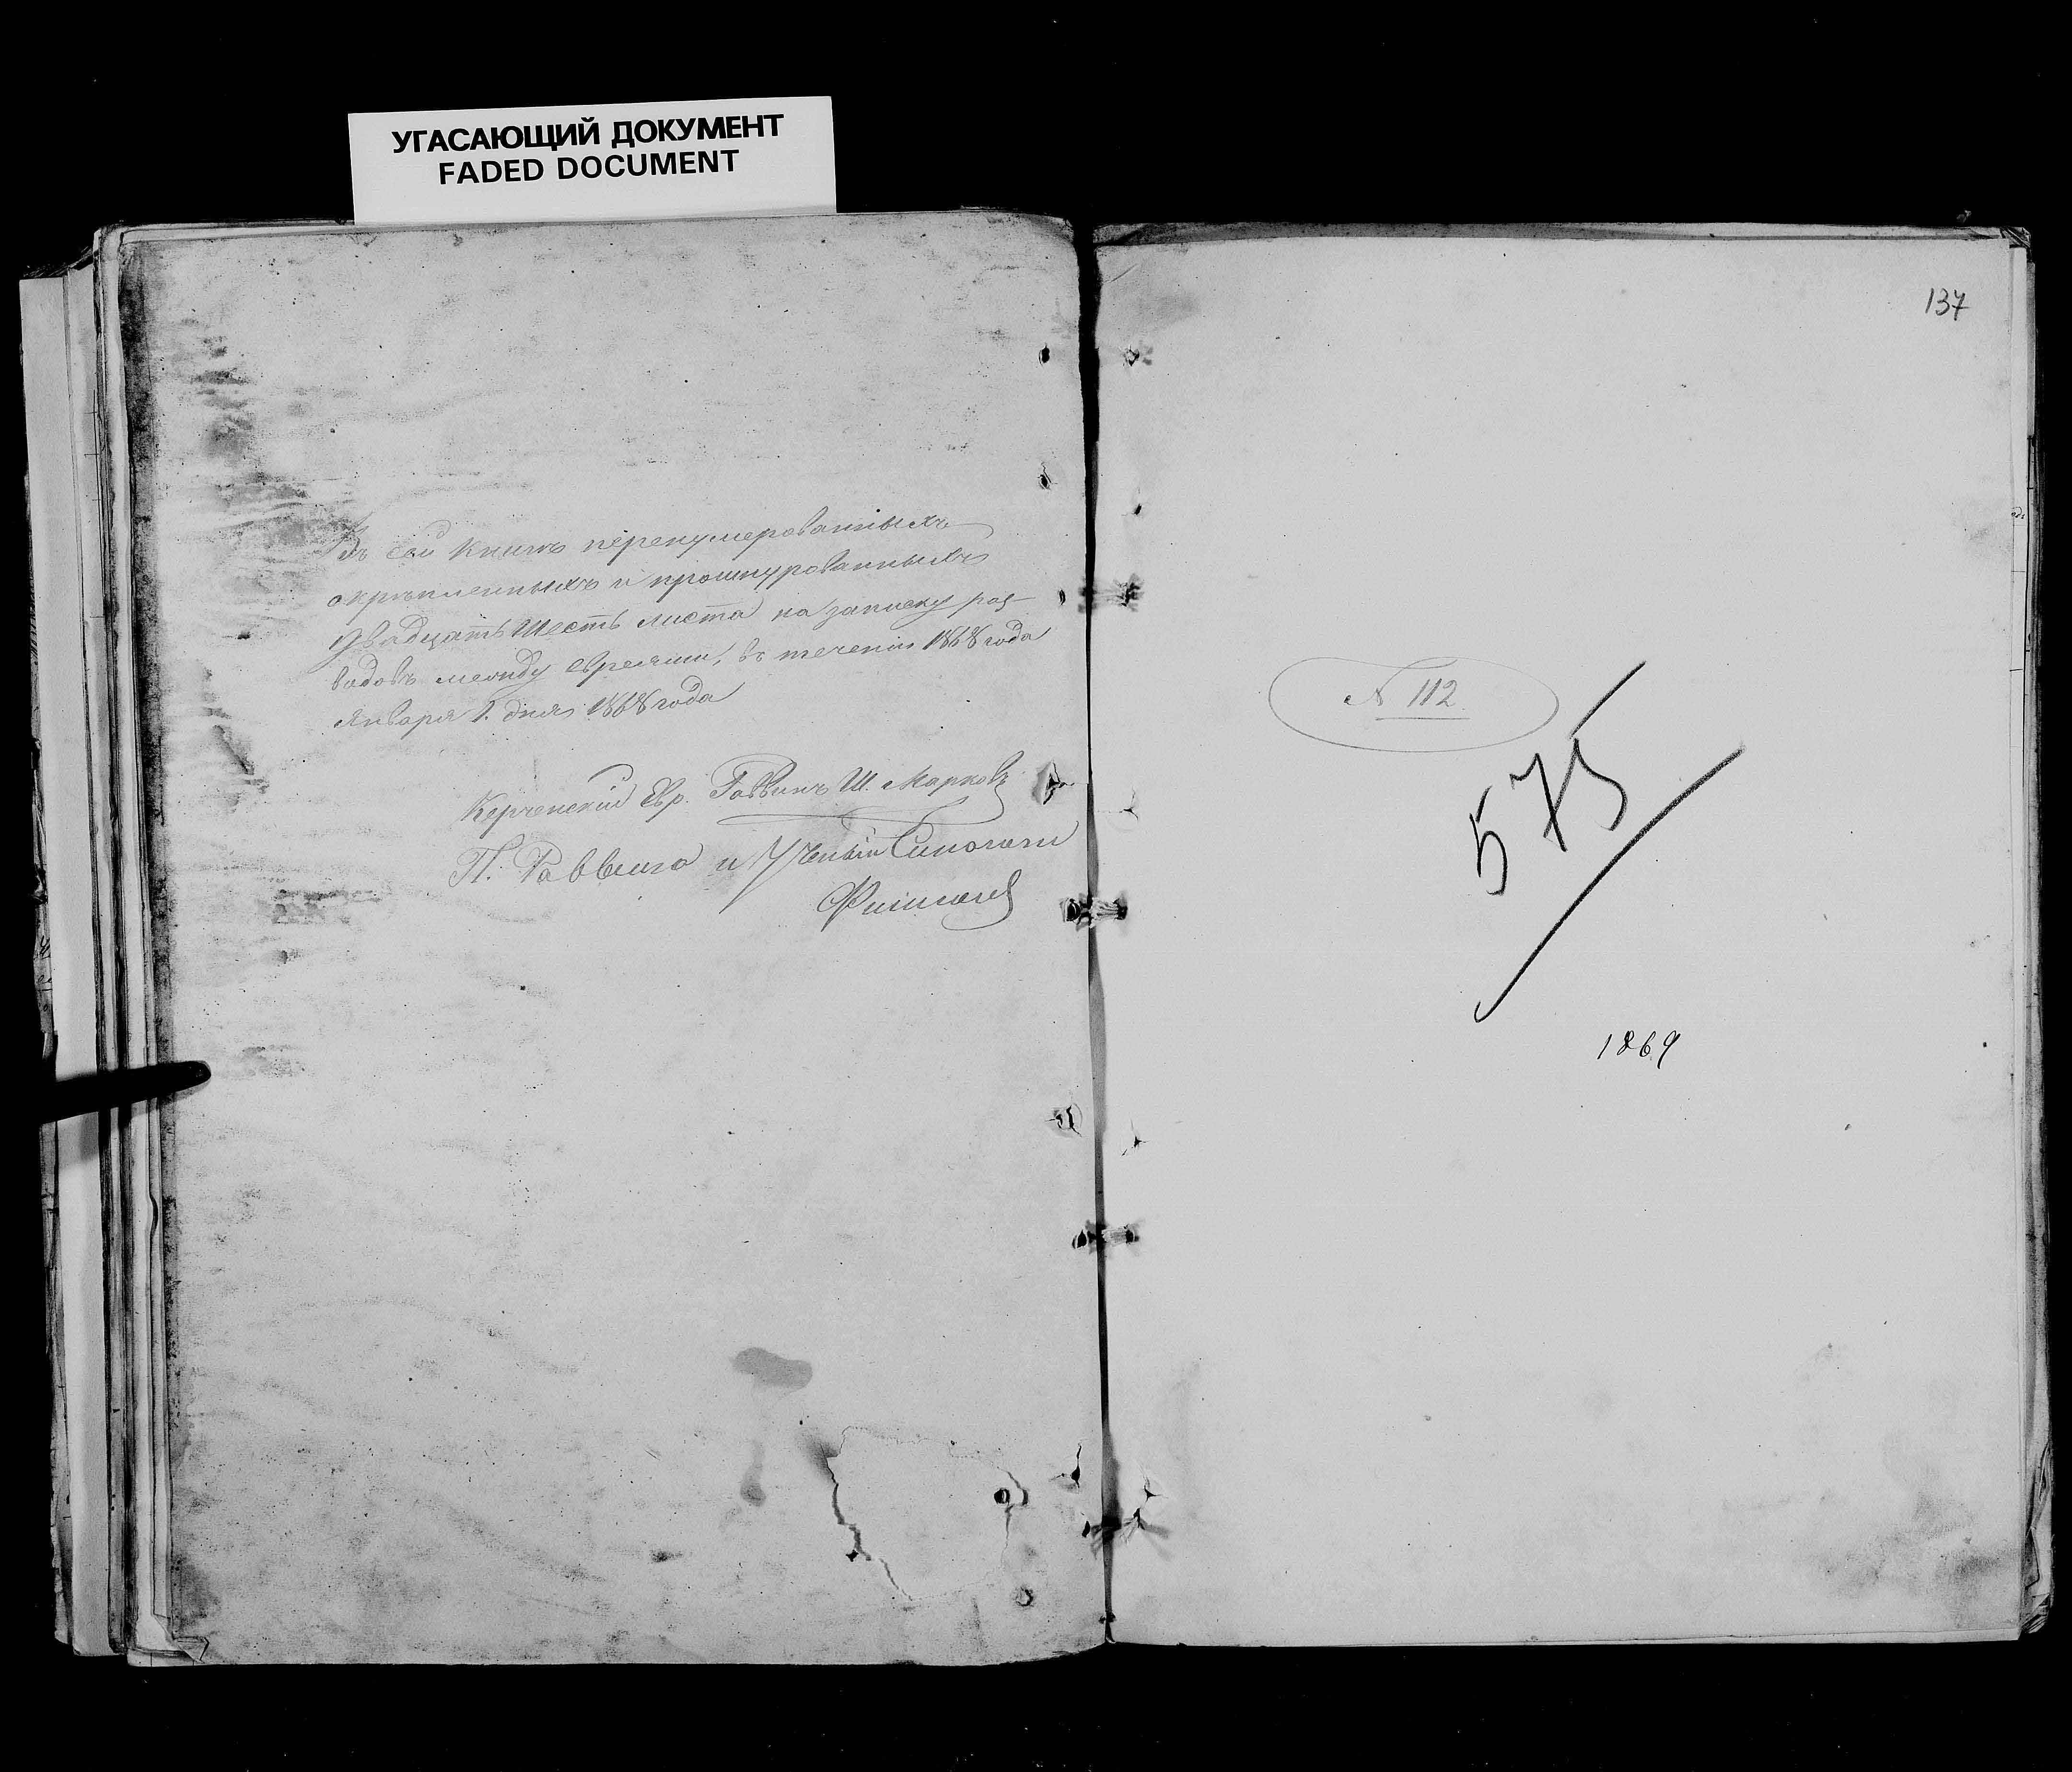 УГАСАЮЩИЙ ДОКУМЕНТ
FADED DOCUMENT
Въ сей Книгѣ перенумерованныхъ
скрѣпленныхъ и прошнурованныхъ
двадцать шесть листа на записку раз-
водовъ между евреями, въ теченіи 1868 года
Января 1. дня 1868 года
Керченскій Евр. Раввинъ Ш. Марковъ
П. Раввина и Ученый Синагоги
137
N 112
575
1869